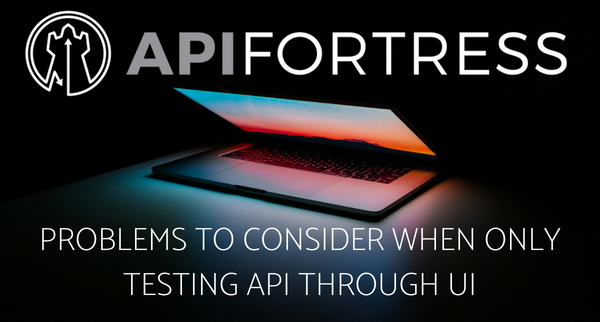 APIFORTRESS
PROBLEMS TO CONSIDER WHEN ONLY
TESTING API THROUGH UI